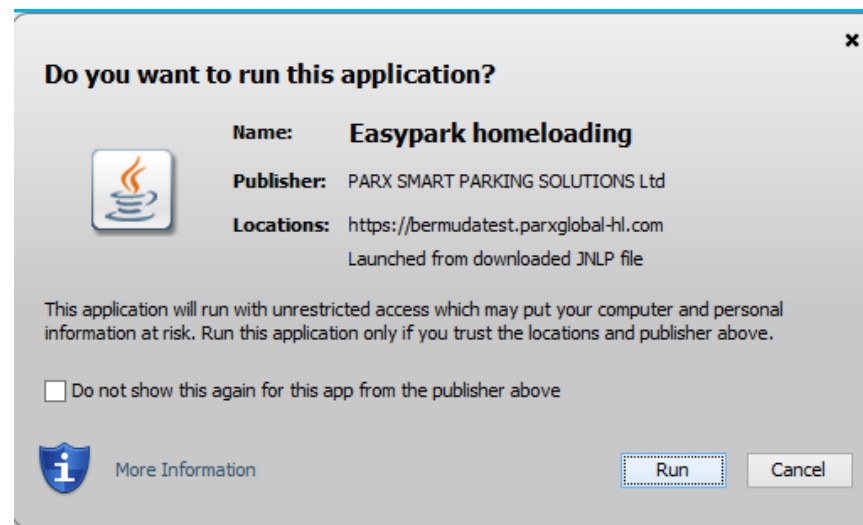 Do you want to run this application?
Name: Easypark homeloading
Publisher: PARX SMART PARKING SOLUTIONS Ltd
Locations: https://bermudatest.parxglobal-hl.com
Launched from downloaded JNLP file
This application will run with unrestricted access which may put your computer and personal
information at risk. Run this application only if you trust the locations and publisher above.
Do not show this again for this app from the publisher above
More Information
Run
Cancel